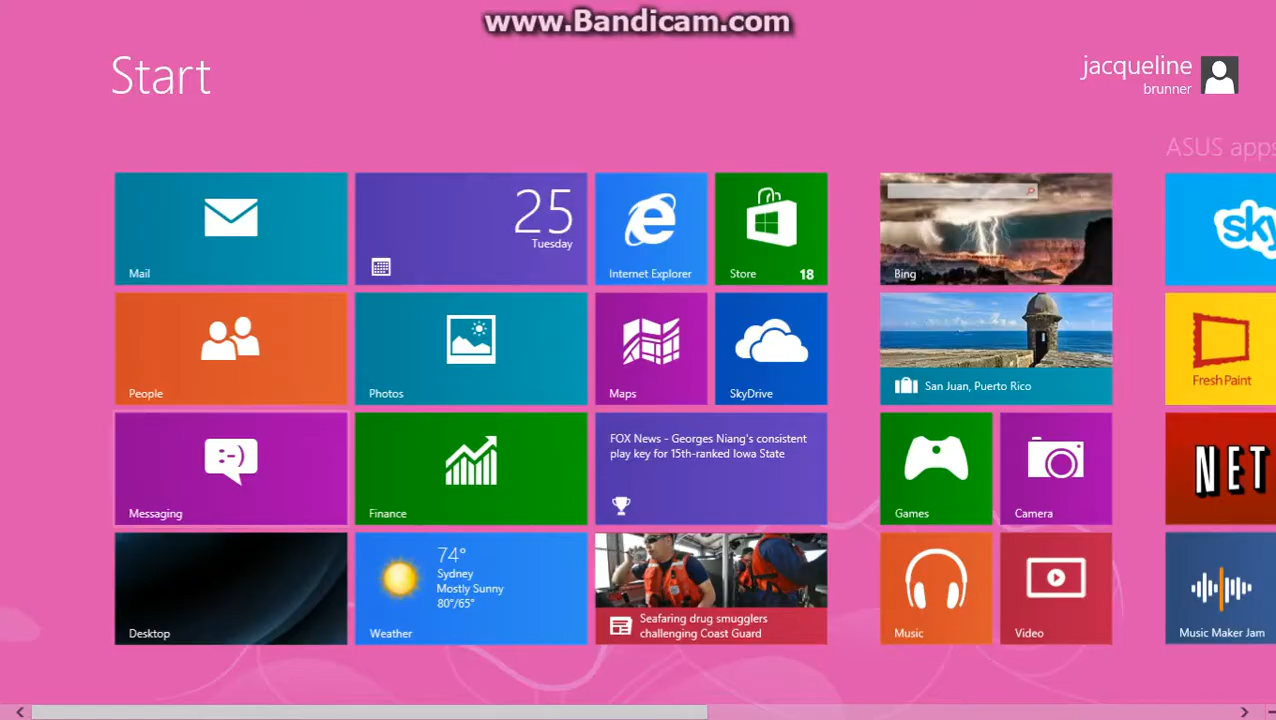 www.Bandicam.com
Start
jacqueline
brunner
ASUS apps
Mail
25
Tuesday
Internet Explorer
Store
18
Bing
sky
People
Photos
Maps
SkyDrive
San Juan, Puerto Rico
Fresh Paint
Messaging
:-)
Finance
FOX News - Georges Niang's consistent
play key for 15th-ranked Iowa State
Games
Camera
NET
Desktop
74°
Sydney
Mostly Sunny
80°/65°
Weather
Seafaring drug smugglers
challenging Coast Guard
Music
Video
Music Maker Jam